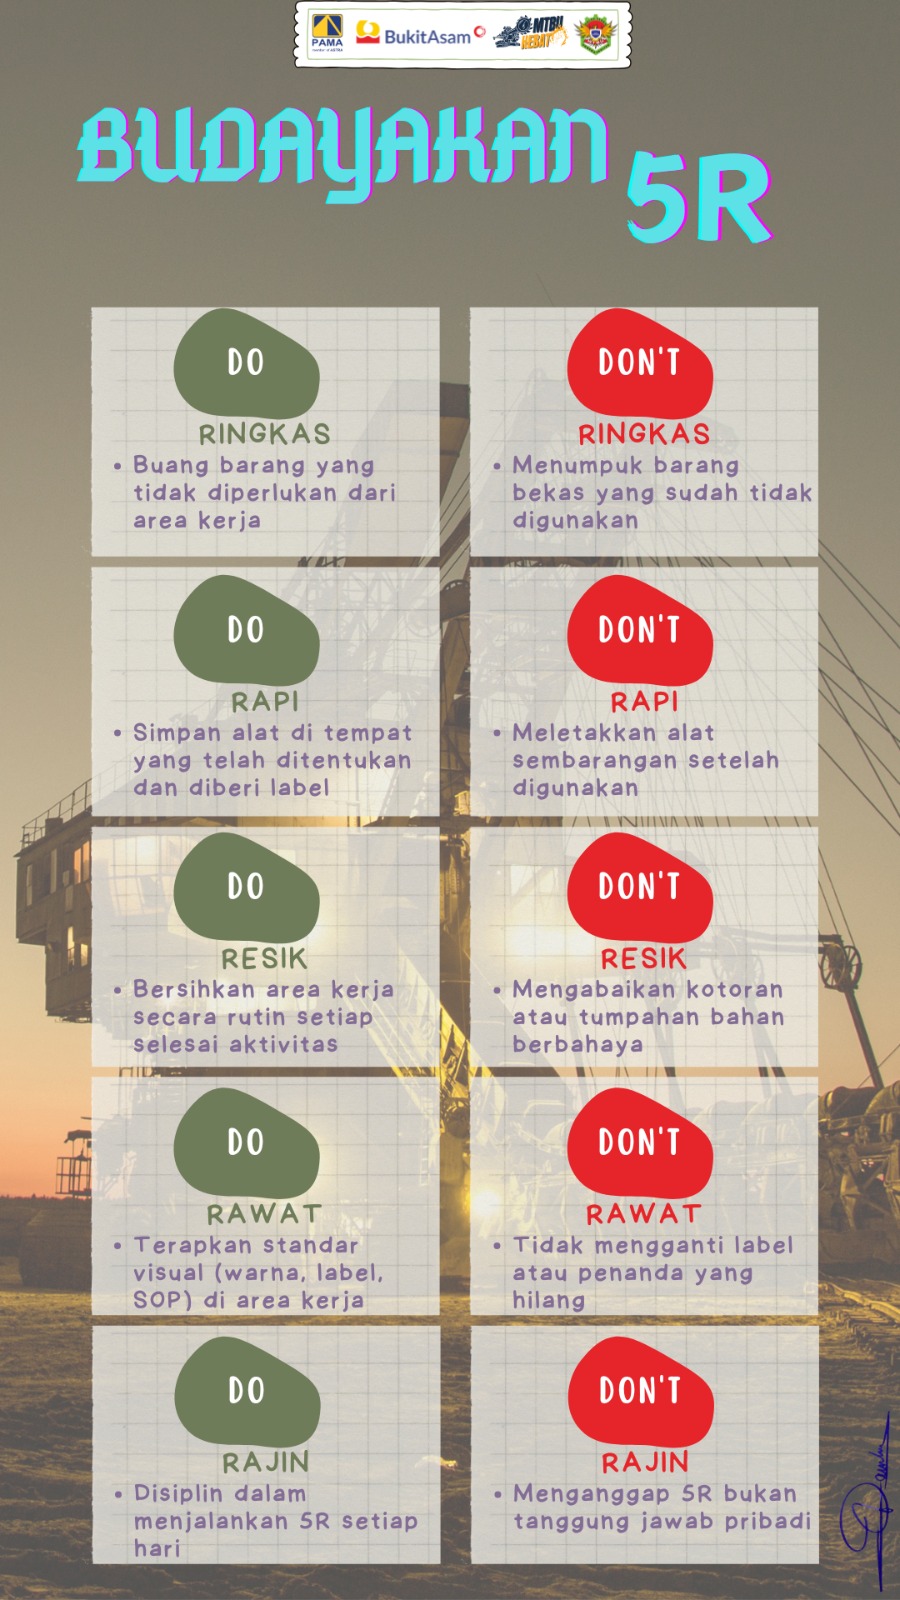 PAMA
member of ASTRA
BukitAsam
MTBU
HEBAT
BUDAYAKAN
5R
DO
RINGKAS
• Buang barang yang
tidak diperlukan dari
area kerja
DON'T
RINGKAS
• Menumpuk barang
bekas yang sudah tidak
digunakan
DO
RAPI
• Simpan alat di tempat
yang telah ditentukan
dan diberi label
DON'T
RAPI
• Meletakkan alat
sembarangan setelah
digunakan
DO
RESIK
• Bersihkan area kerja
secara rutin setiap
selesai aktivitas
DON'T
RESIK
• Mengabaikan kotoran
atau tumpahan bahan
berbahaya
DO
RAWAT
• Terapkan standar
visual (warna, label,
SOP) di area kerja
DON'T
RAWAT
• Tidak mengganti label
atau penanda yang
hilang
DO
RAJIN
• Disiplin dalam
menjalankan 5R setiap
hari
DON'T
RAJIN
• Menganggap 5R bukan
tanggung jawab pribadi